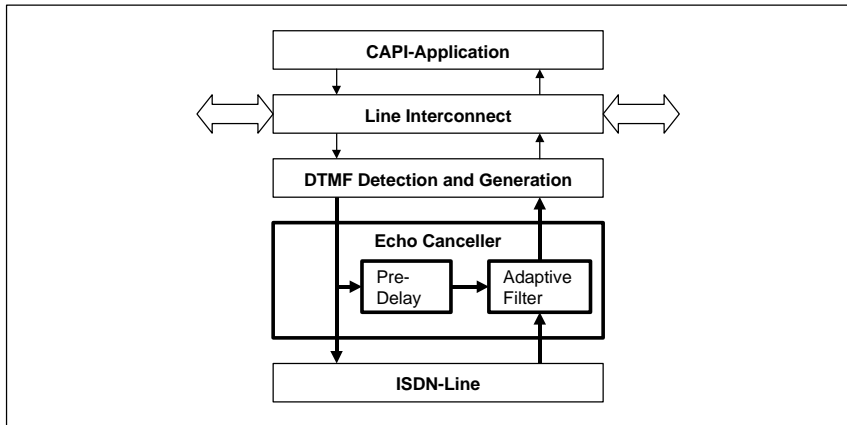 CAPI-Application
Line Interconnect
DTMF Detection and Generation
Echo Canceller
Pre-
Delay
Adaptive
Filter
ISDN-Line